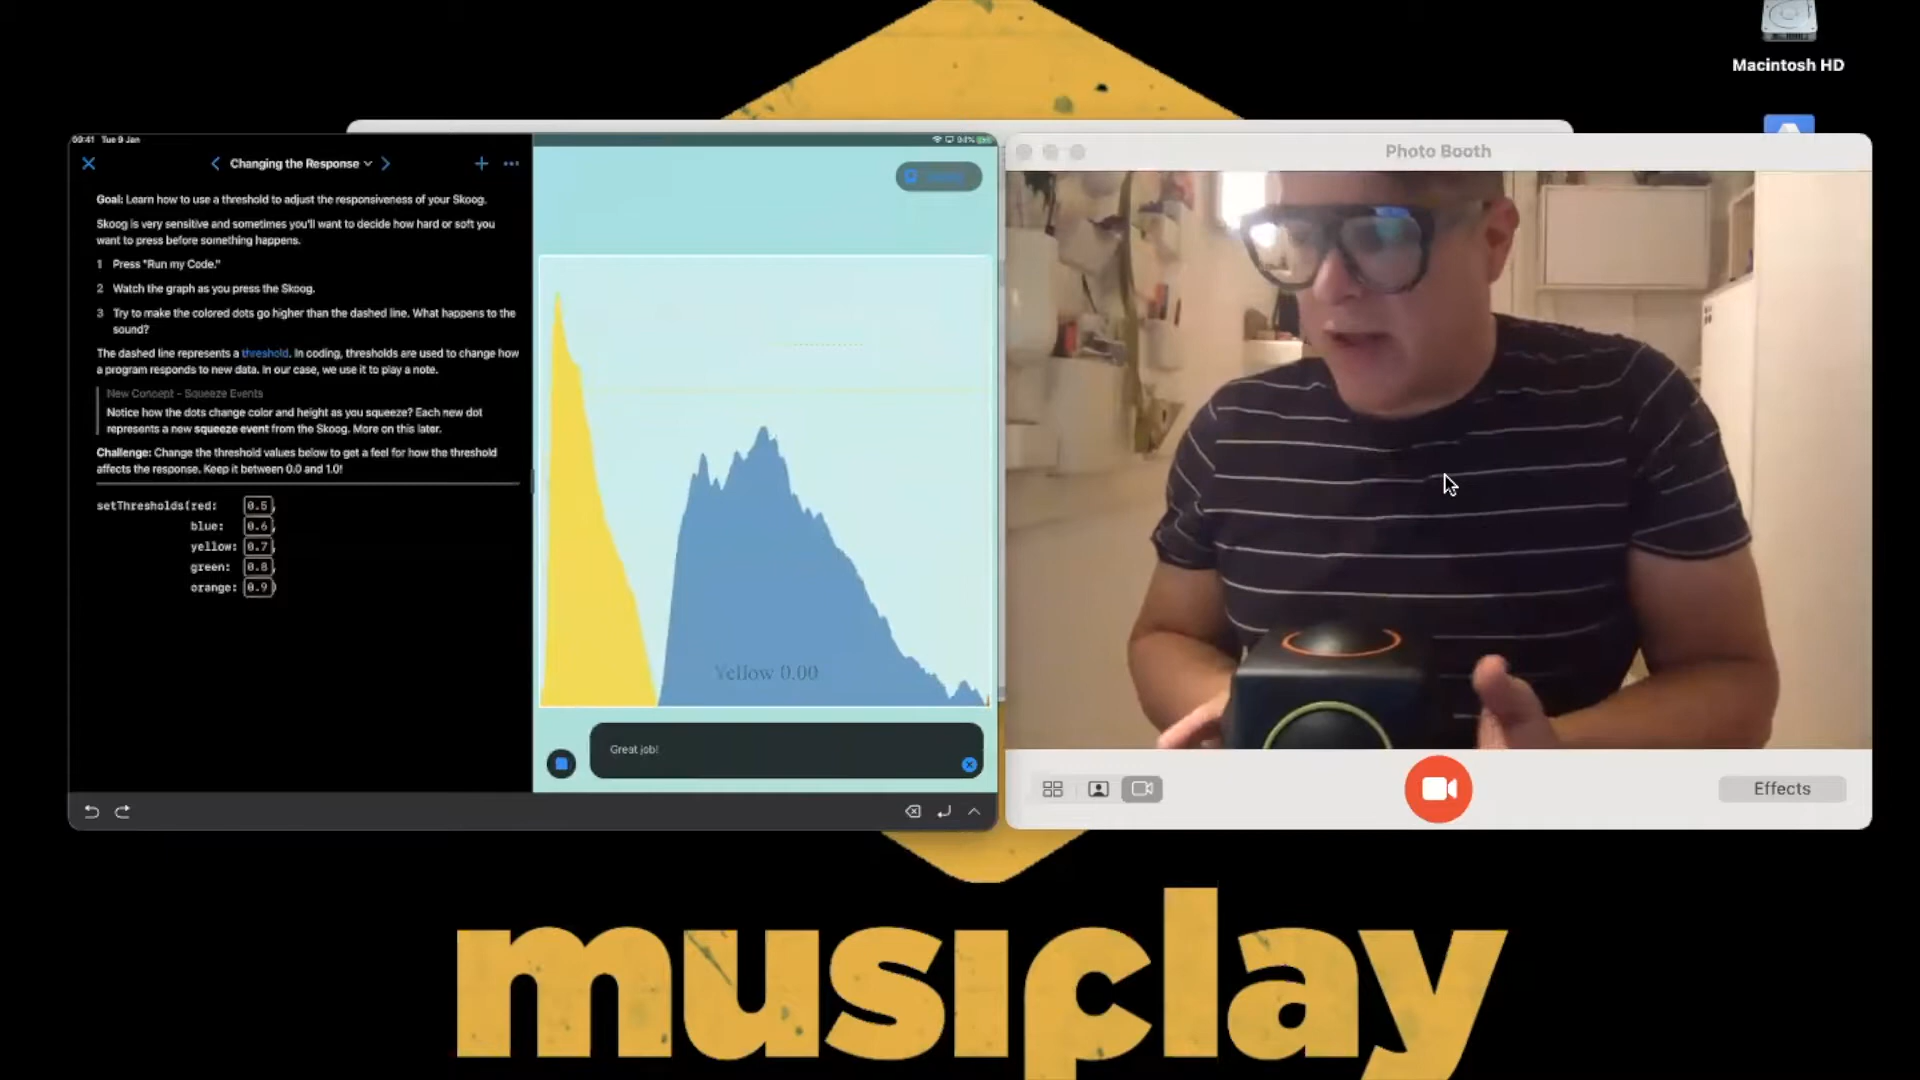 Macintosh HD
09:41 Tue 9 Jan
94%
Changing the Response
Photo Booth
Goal: Learn how to use a threshold to adjust the responsiveness of your Skoog.
Skoog is very sensitive and sometimes you'll want to decide how hard or soft you
want to press before something happens.
1 Press "Run my Code."
2 Watch the graph as you press the Skoog.
3 Try to make the colored dots go higher than the dashed line. What happens to the
sound?
The dashed line represents a threshold. In coding, thresholds are used to change how
a program responds to new data. In our case, we use it to play a note.
New Concept - Squeeze Events
Notice how the dots change color and height as you squeeze? Each new dot
represents a new squeeze event from the Skoog. More on this later.
Challenge: Change the threshold values below to get a feel for how the threshold
affects the response. Keep it between 0.0 and 1.0!
setThresholds(red: 0.5,
blue: 0.6,
yellow: 0.7,
green: 0.8,
orange: 0.9)
Yellow 0.00
Great job!
Effects
musiclay